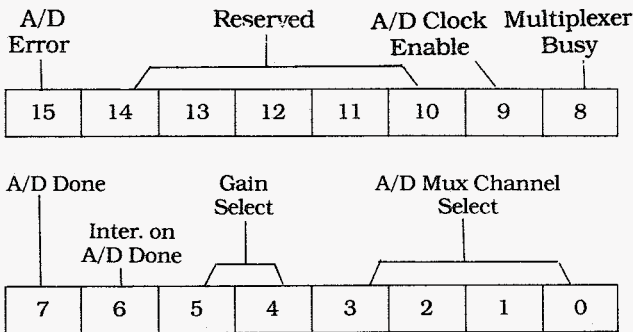 A/D Error
Reserved
A/D Clock Enable
Multiplexer Busy
15 14 13 12 11 10 9 8
A/D Done
Inter. on A/D Done
Gain Select
A/D Mux Channel Select
7 6 5 4 3 2 1 0